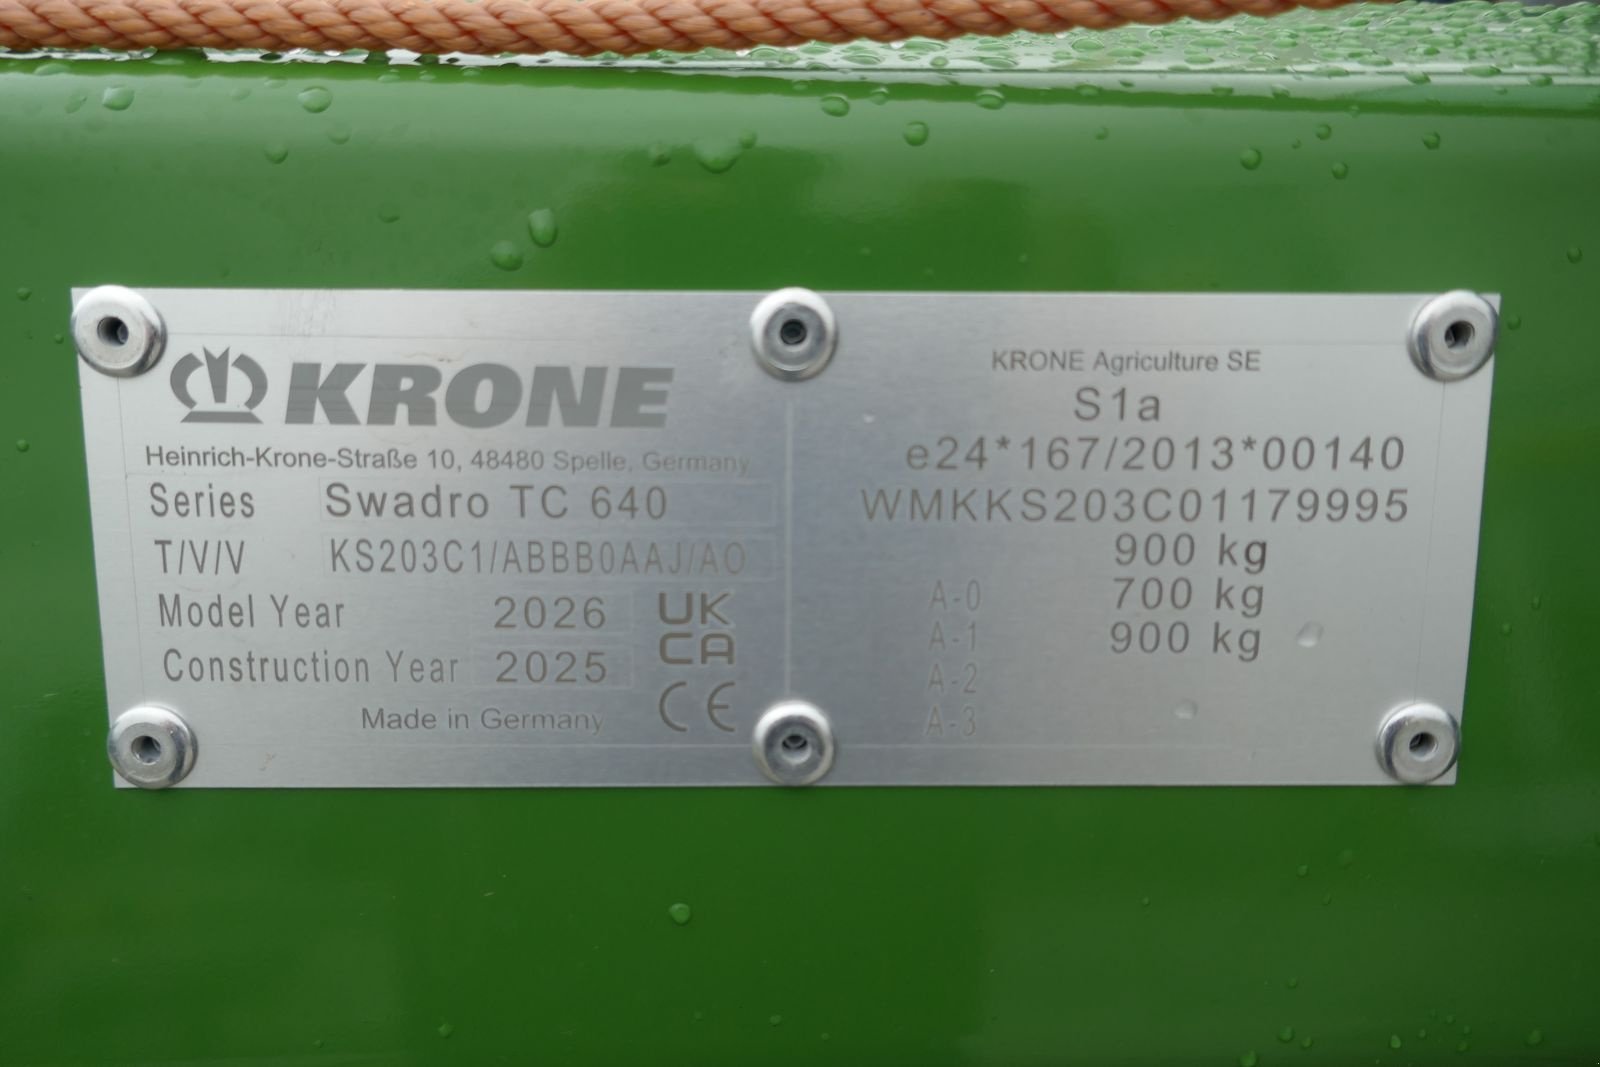 KRONE
Heinrich-Krone-Straße 10, 48480 Spelle, Germany
Series Swadro TC 640
T/V/V KS203C1/ABBB0AAJ/AO
Model Year 2026
Construction Year 2025
UK
CA
CE
Made in Germany
KRONE Agriculture SE
S1a
e24*167/2013*00140
WMKKS203C01179995
900 kg
A-0 700 kg
A-1 900 kg
A-2
A-3